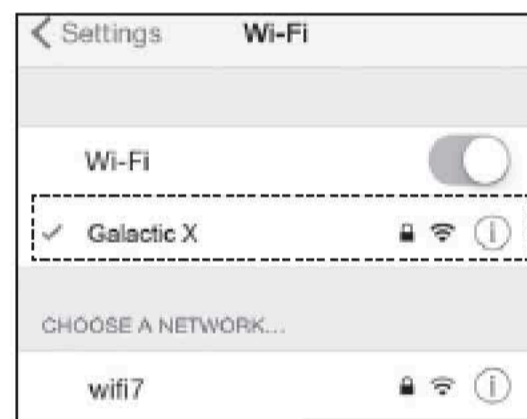 Settings Wi-Fi
Wi-Fi
Galactic X
CHOOSE A NETWORK...
wifi7